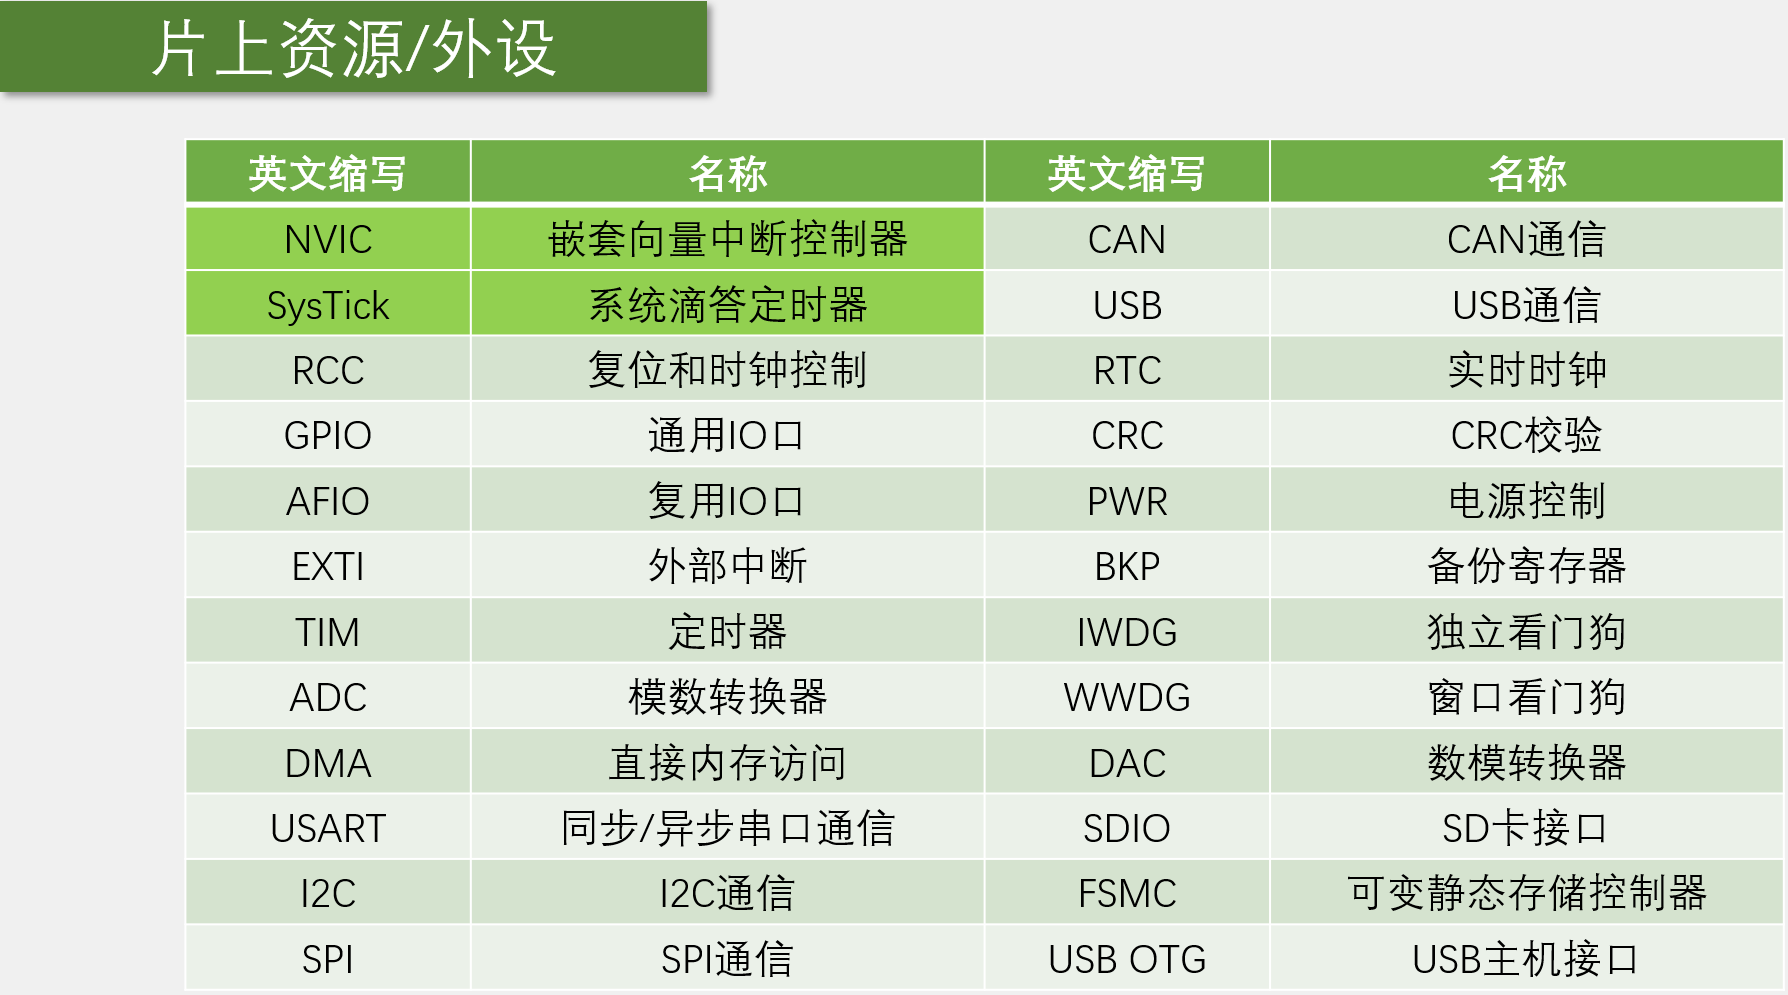 片上资源/外设
英文缩写 名称 英文缩写 名称
NVIC 嵌套向量中断控制器 CAN CAN通信
SysTick 系统滴答定时器 USB USB通信
RCC 复位和时钟控制 RTC 实时时钟
GPIO 通用IO口 CRC CRC校验
AFIO 复用IO口 PWR 电源控制
EXTI 外部中断 BKP 备份寄存器
TIM 定时器 IWDG 独立看门狗
ADC 模数转换器 WWDG 窗口看门狗
DMA 直接内存访问 DAC 数模转换器
USART 同步/异步串口通信 SDIO SD卡接口
I2C I2C通信 FSMC 可变静态存储控制器
SPI SPI通信 USB OTG USB主机接口